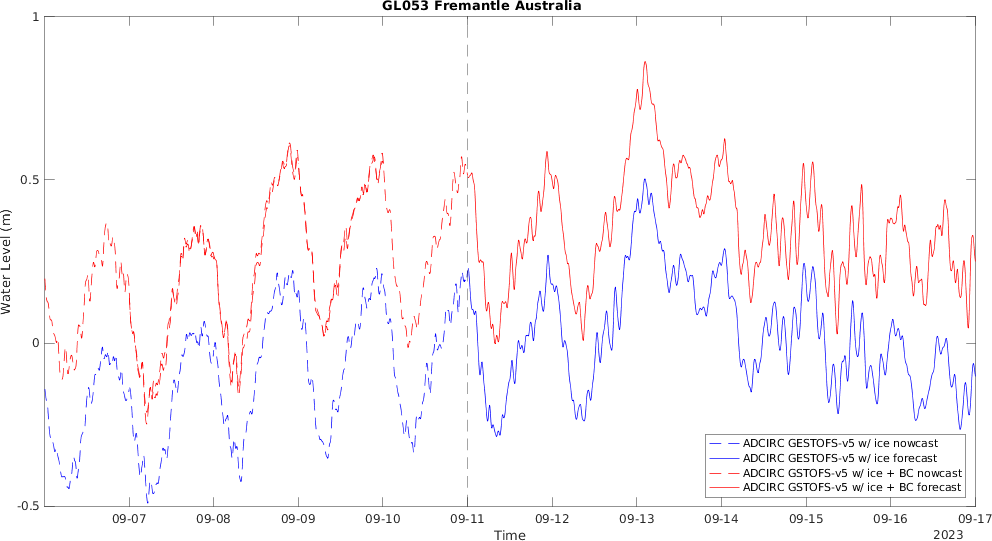 GL053 Fremantle Australia
1
0.5
0
-0.5
Water Level (m)
ADCIRC GESTOFS-v5 w/ ice nowcast
ADCIRC GESTOFS-v5 w/ ice forecast
ADCIRC GSTOFS-v5 w/ ice + BC nowcast
ADCIRC GSTOFS-v5 w/ ice + BC forecast
09-07 09-08 09-09 09-10 09-11 09-12 09-13 09-14 09-15 09-16 09-17
Time
2023